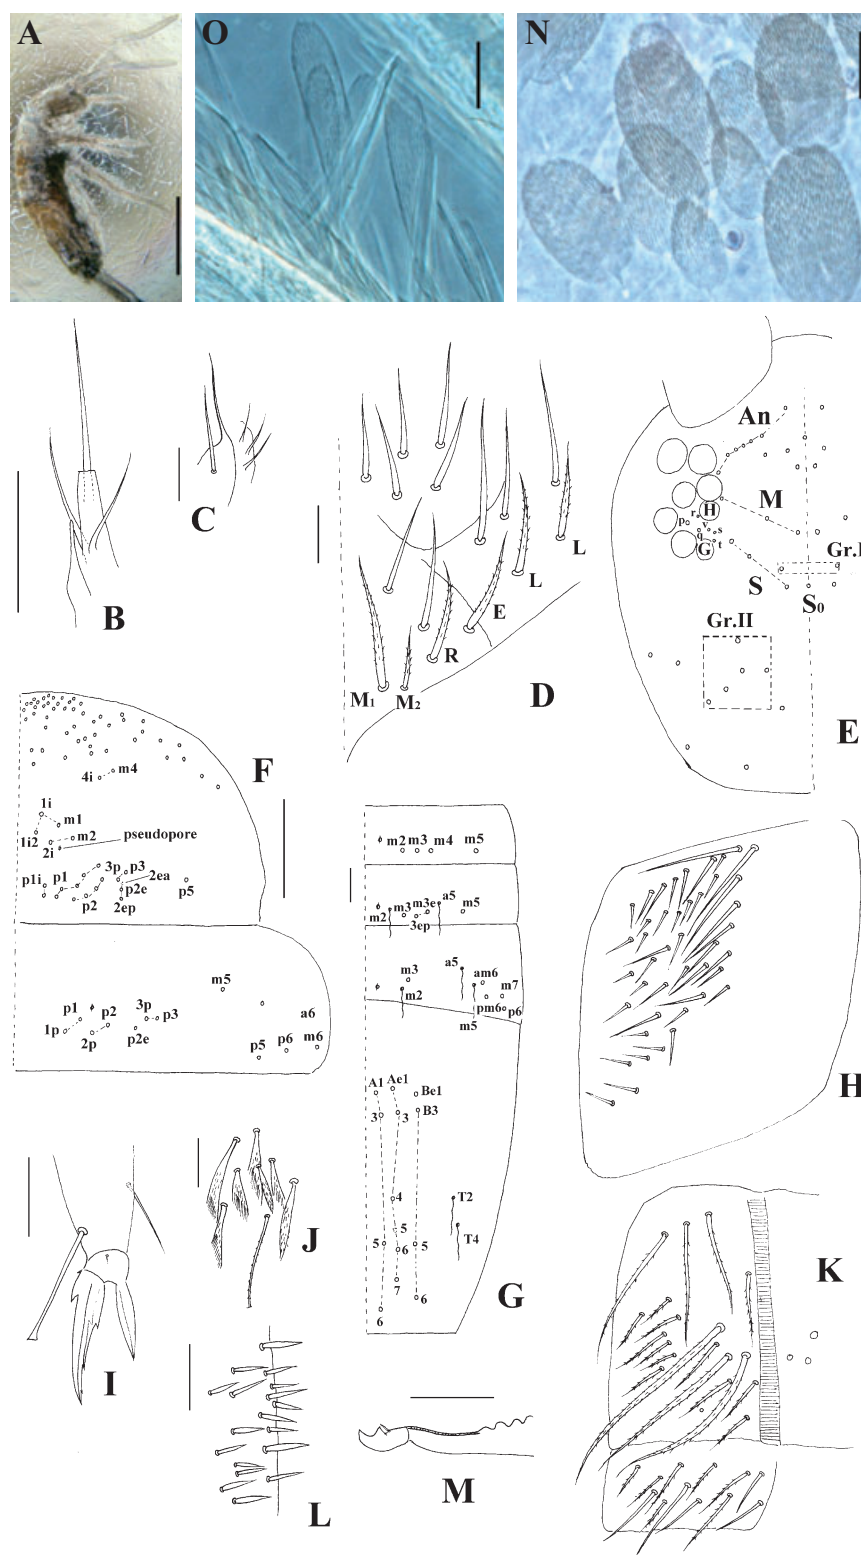 A
O
N
B
C
D
M1
M2
R
E
L
L
An
H
M
r
p
v
s
q
G
t
S
S0
Gr.II
E
F
4i
m4
1i
m1
1i2
m2
2i
pseudopore
p1i
p1
3p
p3
2ea
p2
p2e
2ep
p5
m5
p1
p2
3p
p3
1p
2p
p2e
a6
p5
p6
m6
m2
m3
m4
m5
a5
m3
m3e
m2
3ep
m5
a5
am6
m3
m7
m2
pm6
p6
m5
A1
Ae1
Be1
3
3
B3
4
T2
5
T4
5
6
5
7
6
6
G
H
I
J
K
L
M